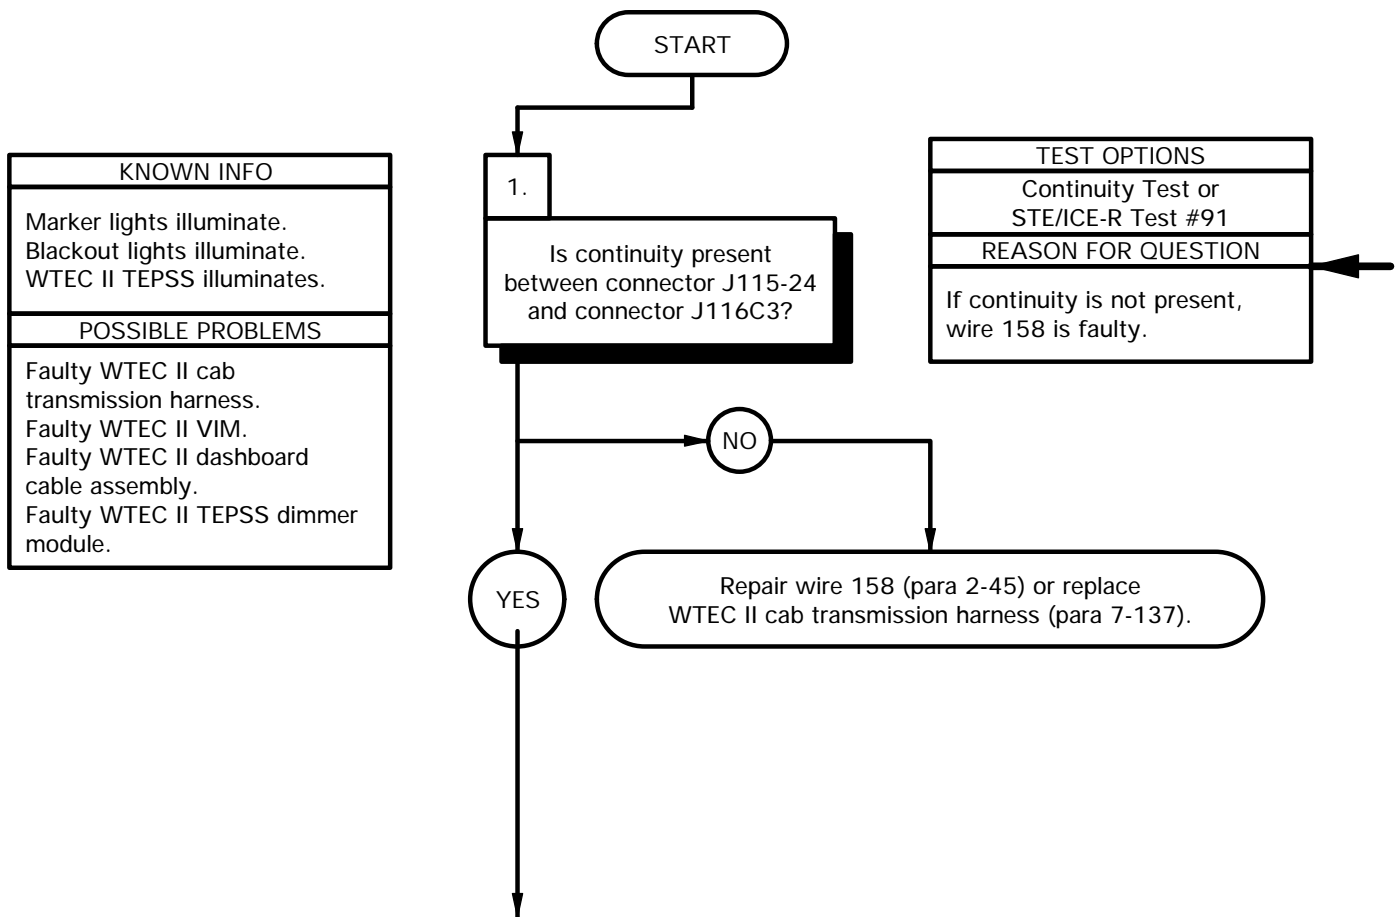 START
KNOWN INFO
Marker lights illuminate.
Blackout lights illuminate.
WTEC II TEPSS illuminates.
POSSIBLE PROBLEMS
Faulty WTEC II cab
transmission harness.
Faulty WTEC II VIM.
Faulty WTEC II dashboard
cable assembly.
Faulty WTEC II TEPSS dimmer
module.
1.
Is continuity present
between connector J115-24
and connector J116C3?
TEST OPTIONS
Continuity Test or
STE/ICE-R Test #91
REASON FOR QUESTION
If continuity is not present,
wire 158 is faulty.
NO
YES
Repair wire 158 (para 2-45) or replace
WTEC II cab transmission harness (para 7-137).